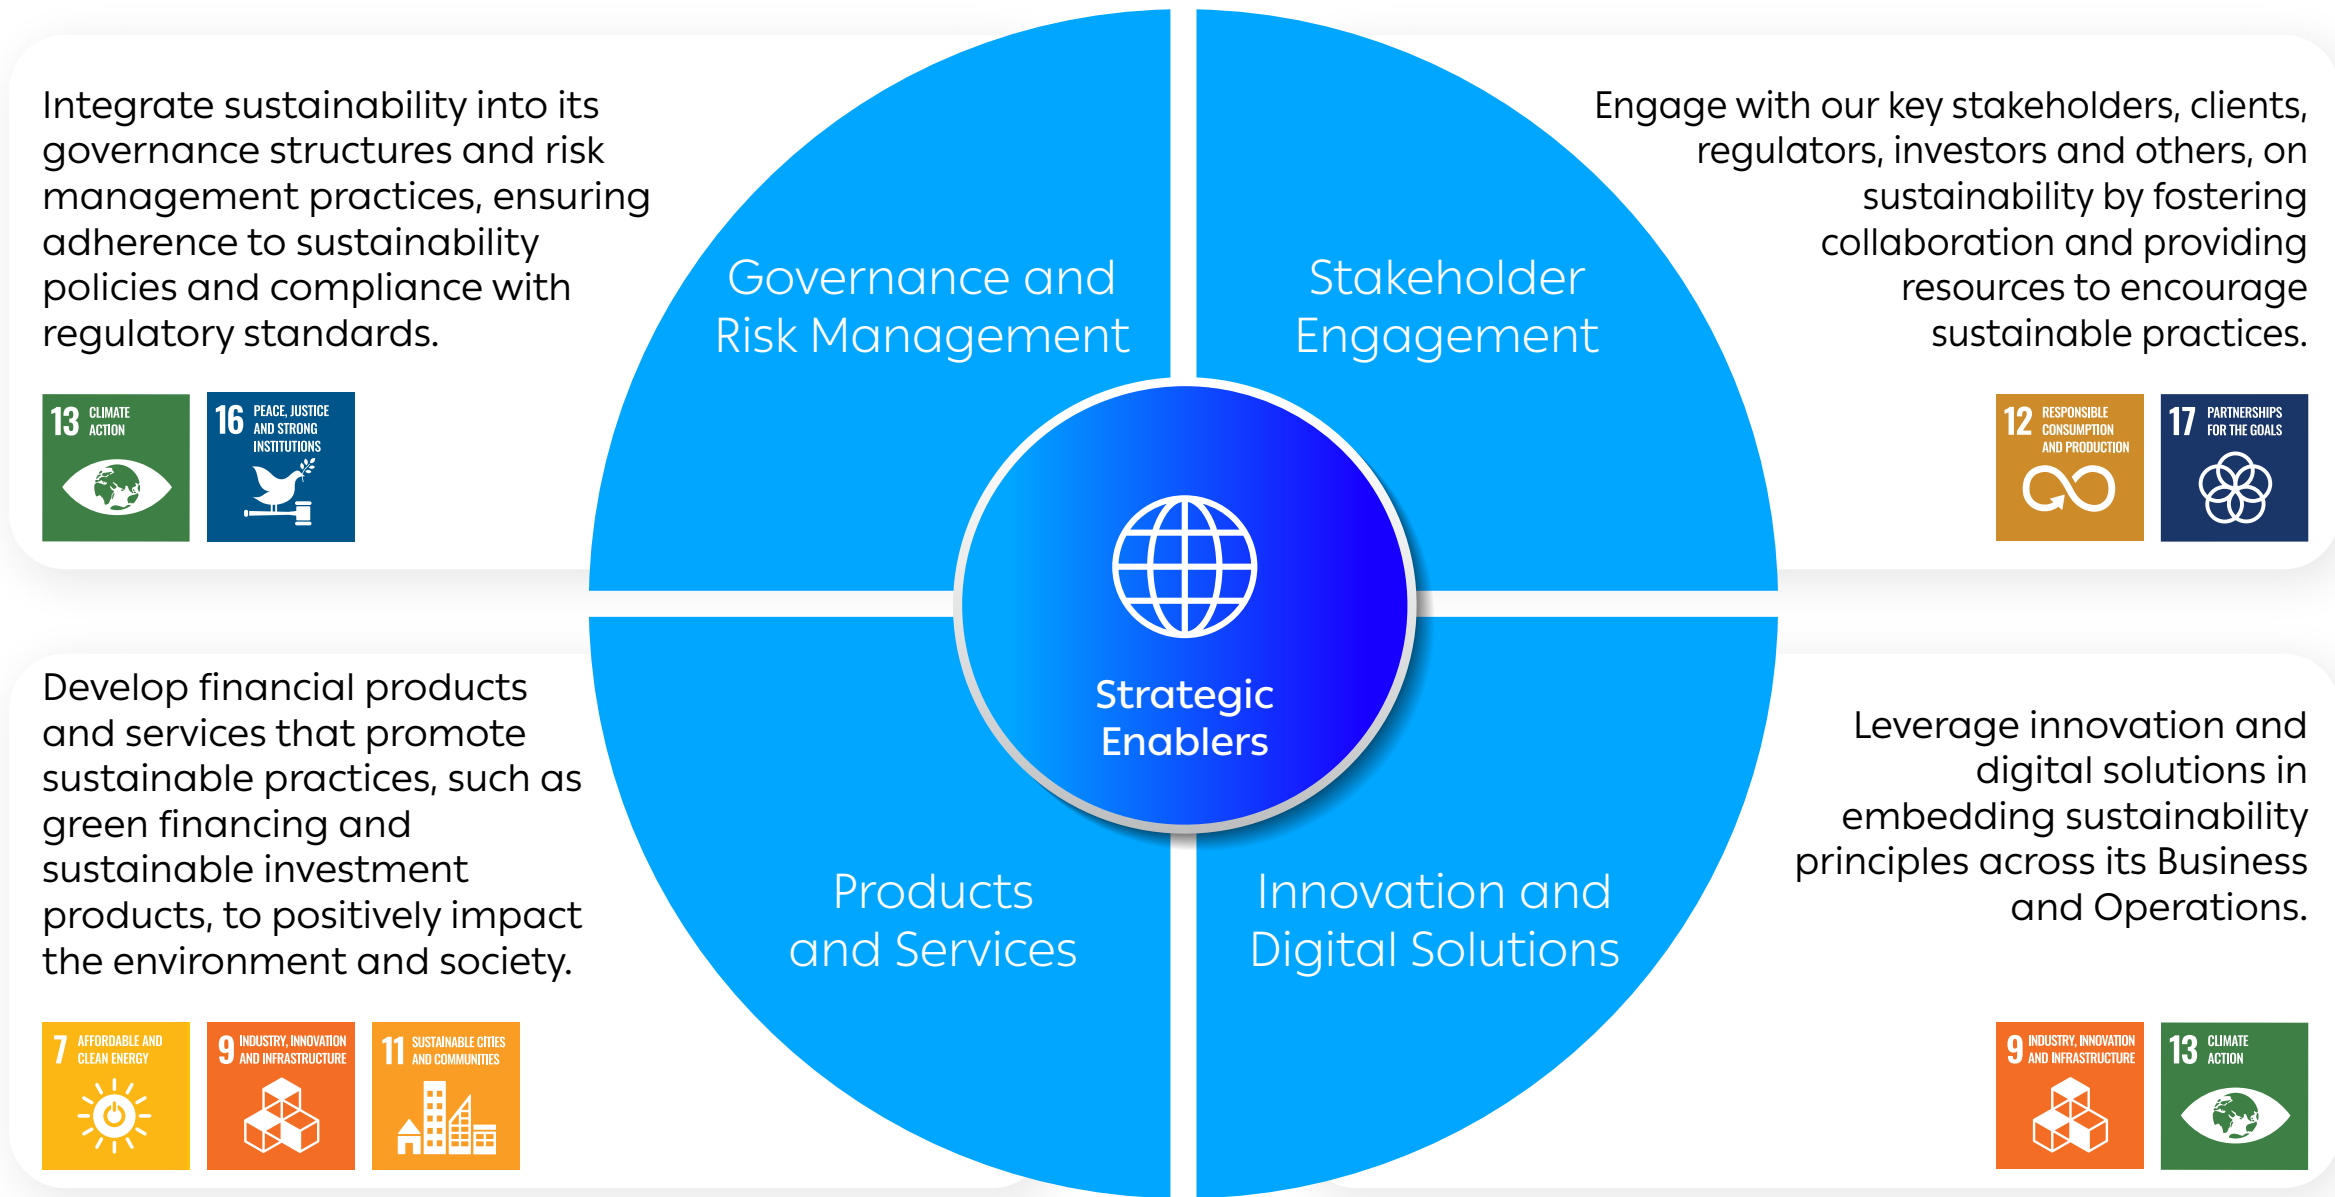 Integrate sustainability into its
governance structures and risk
management practices, ensuring
adherence to sustainability
policies and compliance with
regulatory standards.
13 CLIMATE
ACTION
16 PEACE, JUSTICE
AND STRONG
INSTITUTIONS
Governance and
Risk Management
Stakeholder
Engagement
Engage with our key stakeholders, clients,
regulators, investors and others, on
sustainability by fostering
collaboration and providing
resources to encourage
sustainable practices.
12 RESPONSIBLE
CONSUMPTION
AND PRODUCTION
17 PARTNERSHIPS
FOR THE GOALS
Strategic
Enablers
Develop financial products
and services that promote
sustainable practices, such as
green financing and
sustainable investment
products, to positively impact
the environment and society.
7 AFFORDABLE AND
CLEAN ENERGY
9 INDUSTRY, INNOVATION
AND INFRASTRUCTURE
11 SUSTAINABLE CITIES
AND COMMUNITIES
Products
and Services
Innovation and
Digital Solutions
Leverage innovation and
digital solutions in
embedding sustainability
principles across its Business
and Operations.
9 INDUSTRY, INNOVATION
AND INFRASTRUCTURE
13 CLIMATE
ACTION